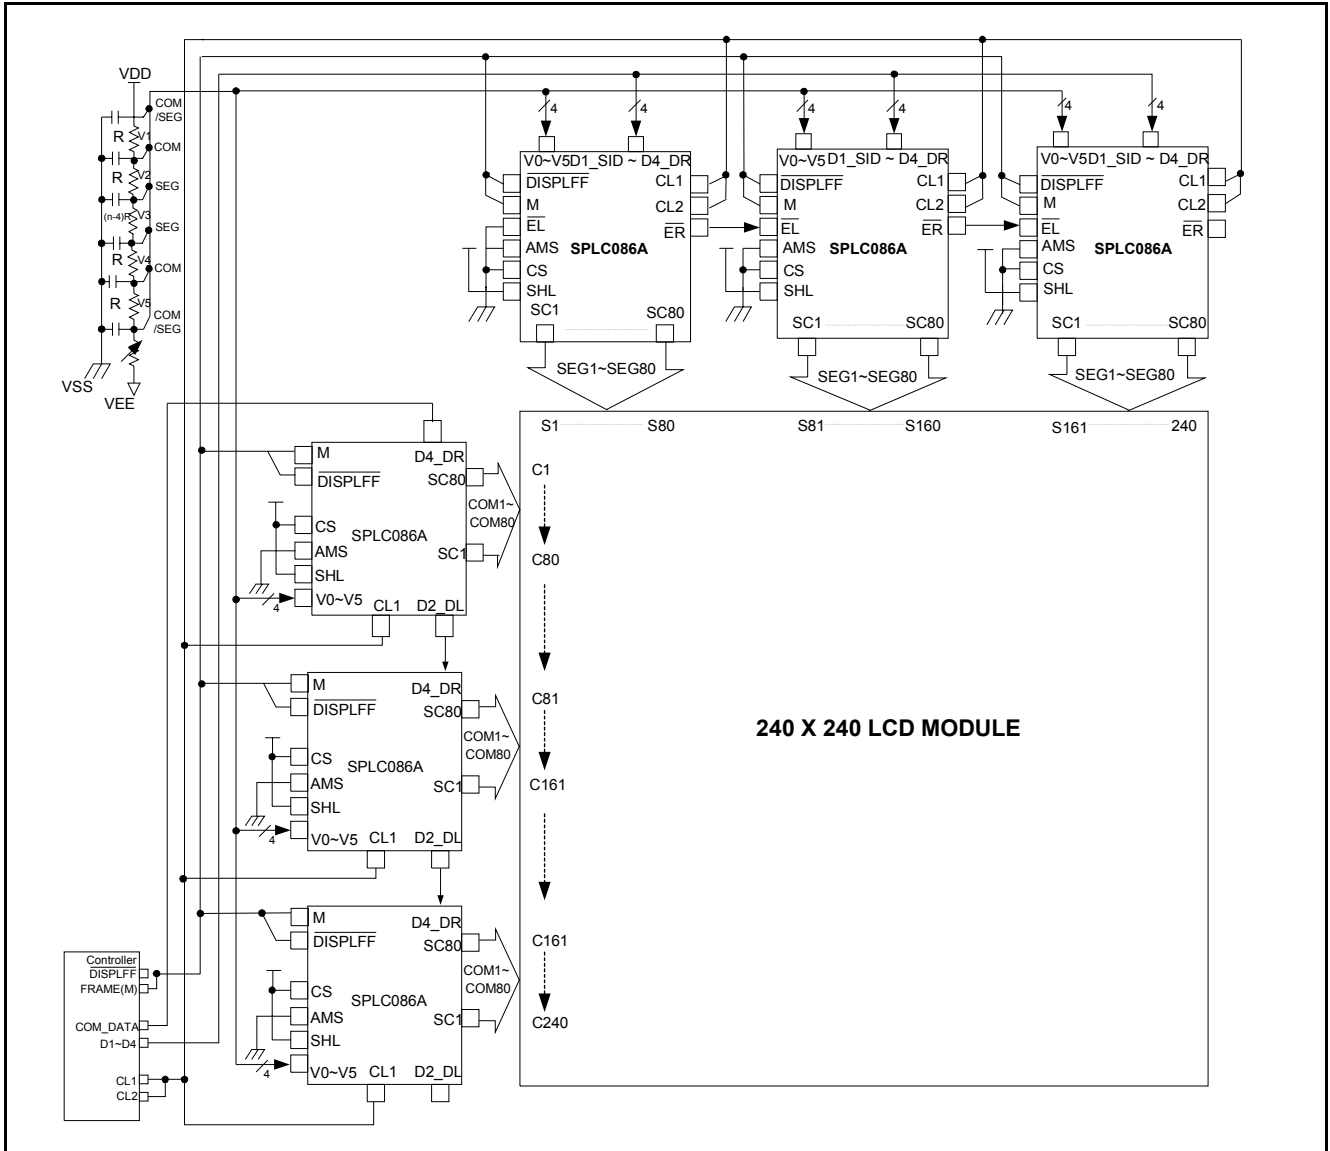 VDD
COM
/SEG
R
V1
COM
V2
R
SEG
(n-4)R
V3
SEG
R
V4
COM
R
V5
COM
/SEG
VSS
VEE
4
4
V0~V5 D1_SID ~ D4_DR
DISPLFF
CL1
M
CL2
EL
ER
AMS
SPLC086A
CS
SHL
SC1
SC80
SEG1~SEG80
4
4
V0~V5 D1_SID ~ D4_DR
DISPLFF
CL1
M
CL2
EL
ER
AMS
SPLC086A
CS
SHL
SC1
SC80
SEG1~SEG80
4
4
V0~V5 D1_SID ~ D4_DR
DISPLFF
CL1
M
CL2
EL
ER
AMS
SPLC086A
CS
SHL
SC1
SC80
SEG1~SEG80
S1
S80
S81
S160
S161
240
M
D4_DR
DISPLFF
SC80
COM1~
COM80
CS
SPLC086A
AMS
SC1
SHL
4
V0~V5
CL1
D2_DL
C1
C80
M
D4_DR
DISPLFF
SC80
COM1~
COM80
CS
SPLC086A
AMS
SC1
SHL
4
V0~V5
CL1
D2_DL
C81
C161
240 X 240 LCD MODULE
M
D4_DR
DISPLFF
SC80
COM1~
COM80
CS
SPLC086A
AMS
SC1
SHL
4
V0~V5
CL1
D2_DL
C161
C240
Controller
DISPLFF
FRAME(M)
COM_DATA
D1~D4
CL1
CL2